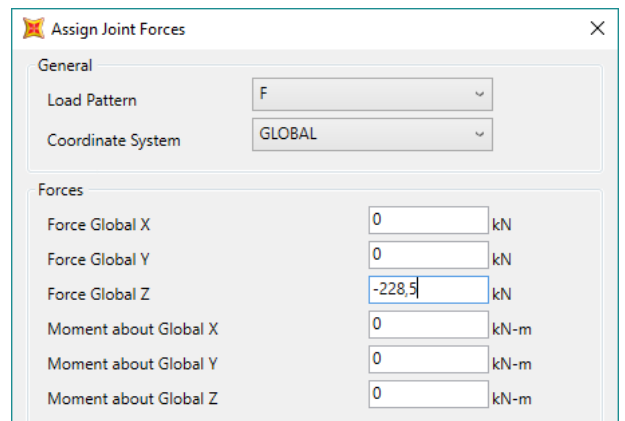 Assign Joint Forces
General
Load Pattern F
Coordinate System GLOBAL
Forces
Force Global X 0 kN
Force Global Y 0 kN
Force Global Z -228,5 kN
Moment about Global X 0 kN-m
Moment about Global Y 0 kN-m
Moment about Global Z 0 kN-m